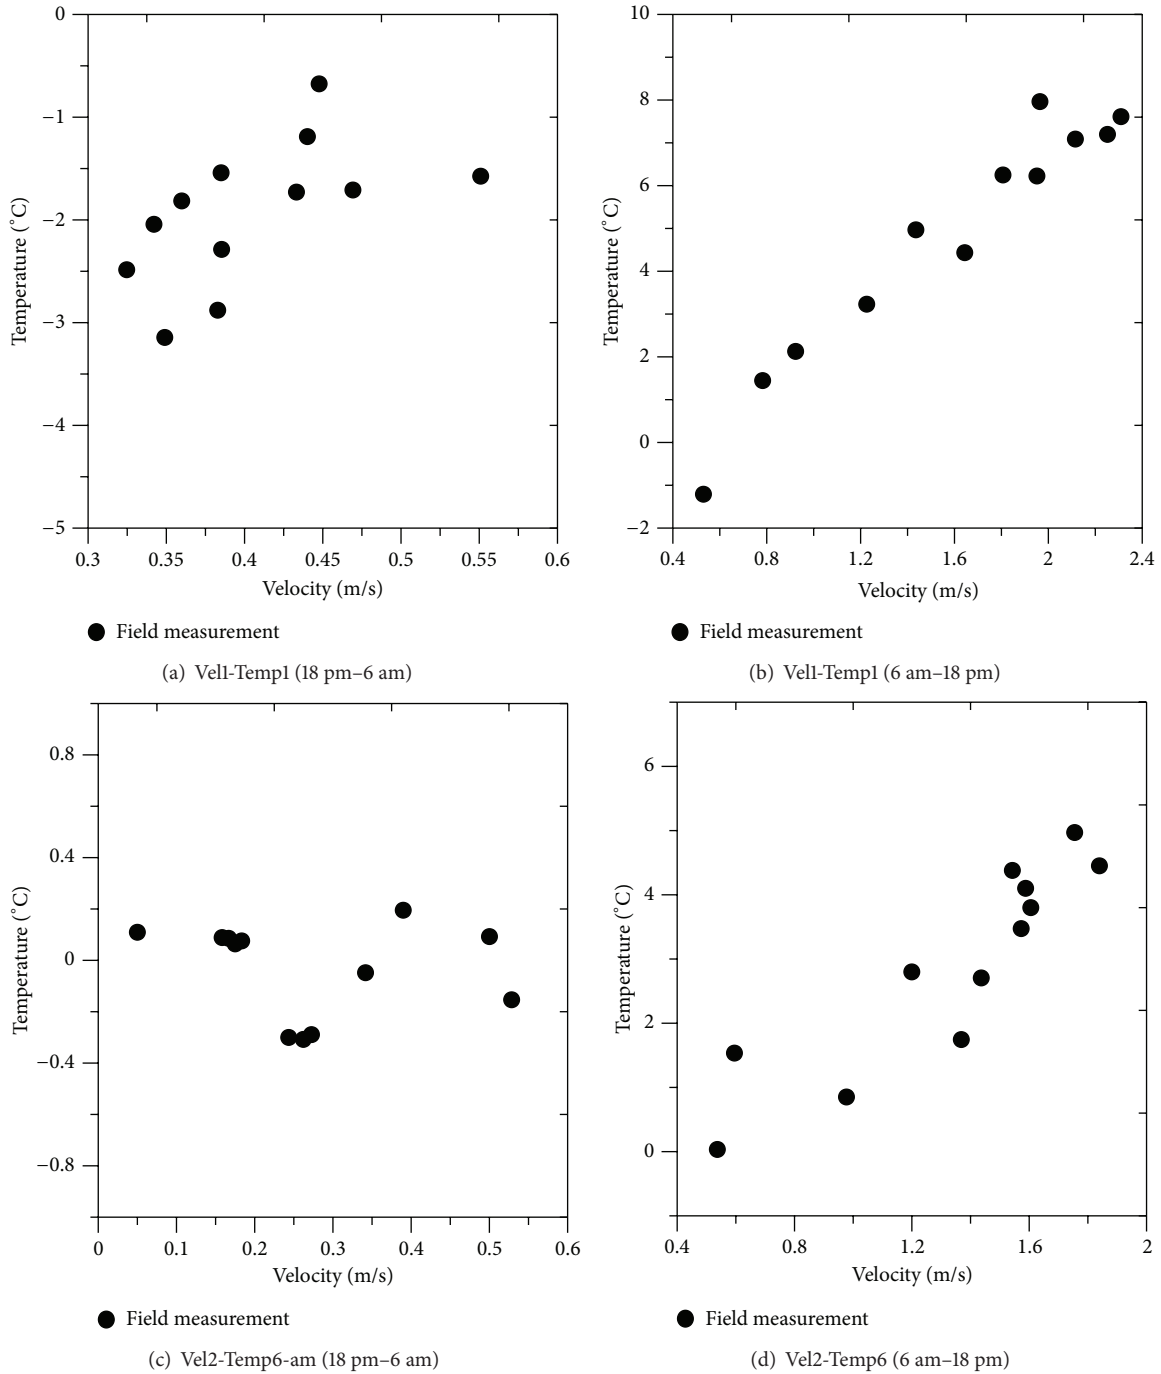 0
−1
−2
−3
−4
−5
Temperature (˚C)
0.3 0.35 0.4 0.45 0.5 0.55 0.6
Velocity (m/s)
Field measurement
(a) Vel1-Temp1 (18 pm–6 am)
10
8
6
4
2
0
−2
Temperature (˚C)
0.4 0.8 1.2 1.6 2 2.4
Velocity (m/s)
Field measurement
(b) Vel1-Temp1 (6 am–18 pm)
0.8
0.4
0
−0.4
−0.8
Temperature (˚C)
0 0.1 0.2 0.3 0.4 0.5 0.6
Velocity (m/s)
Field measurement
(c) Vel2-Temp6-am (18 pm–6 am)
6
4
2
0
Temperature (˚C)
0.4 0.8 1.2 1.6 2
Velocity (m/s)
Field measurement
(d) Vel2-Temp6 (6 am–18 pm)